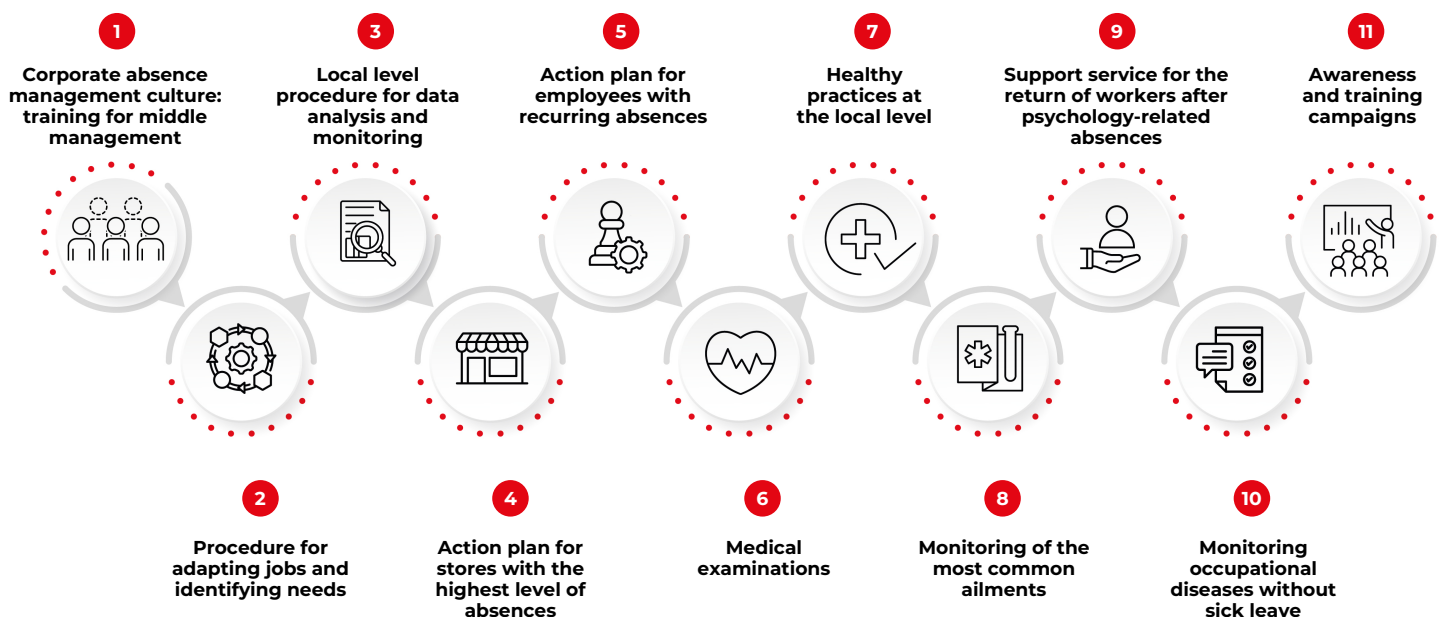 1
Corporate absence
management culture:
training for middle
management
2
Procedure for
adapting jobs and
identifying needs
3
Local level
procedure for data
analysis and
monitoring
4
Action plan for
stores with the
highest level of
absences
5
Action plan for
employees with
recurring absences
6
Medical
examinations
7
Healthy
practices at
the local level
8
Monitoring of the
most common
ailments
9
Support service for the
return of workers after
psychology-related
absences
10
Monitoring
occupational
diseases without
sick leave
11
Awareness
and training
campaigns